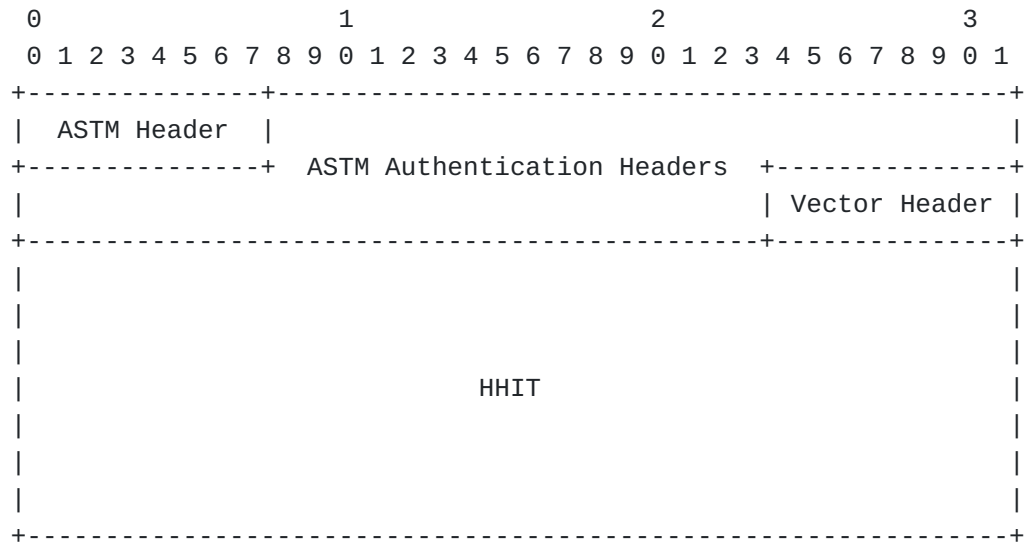 0                   1                   2                   3
0 1 2 3 4 5 6 7 8 9 0 1 2 3 4 5 6 7 8 9 0 1 2 3 4 5 6 7 8 9 0 1
+---------------+-----------------------------------------------+
|  ASTM Header  |                                               |
+---------------+  ASTM Authentication Headers  +---------------+
|                                               | Vector Header |
+-----------------------------------------------+---------------+
|                                                               |
|                                                               |
|                                                               |
|                             HHIT                              |
|                                                               |
|                                                               |
|                                                               |
+---------------------------------------------------------------+